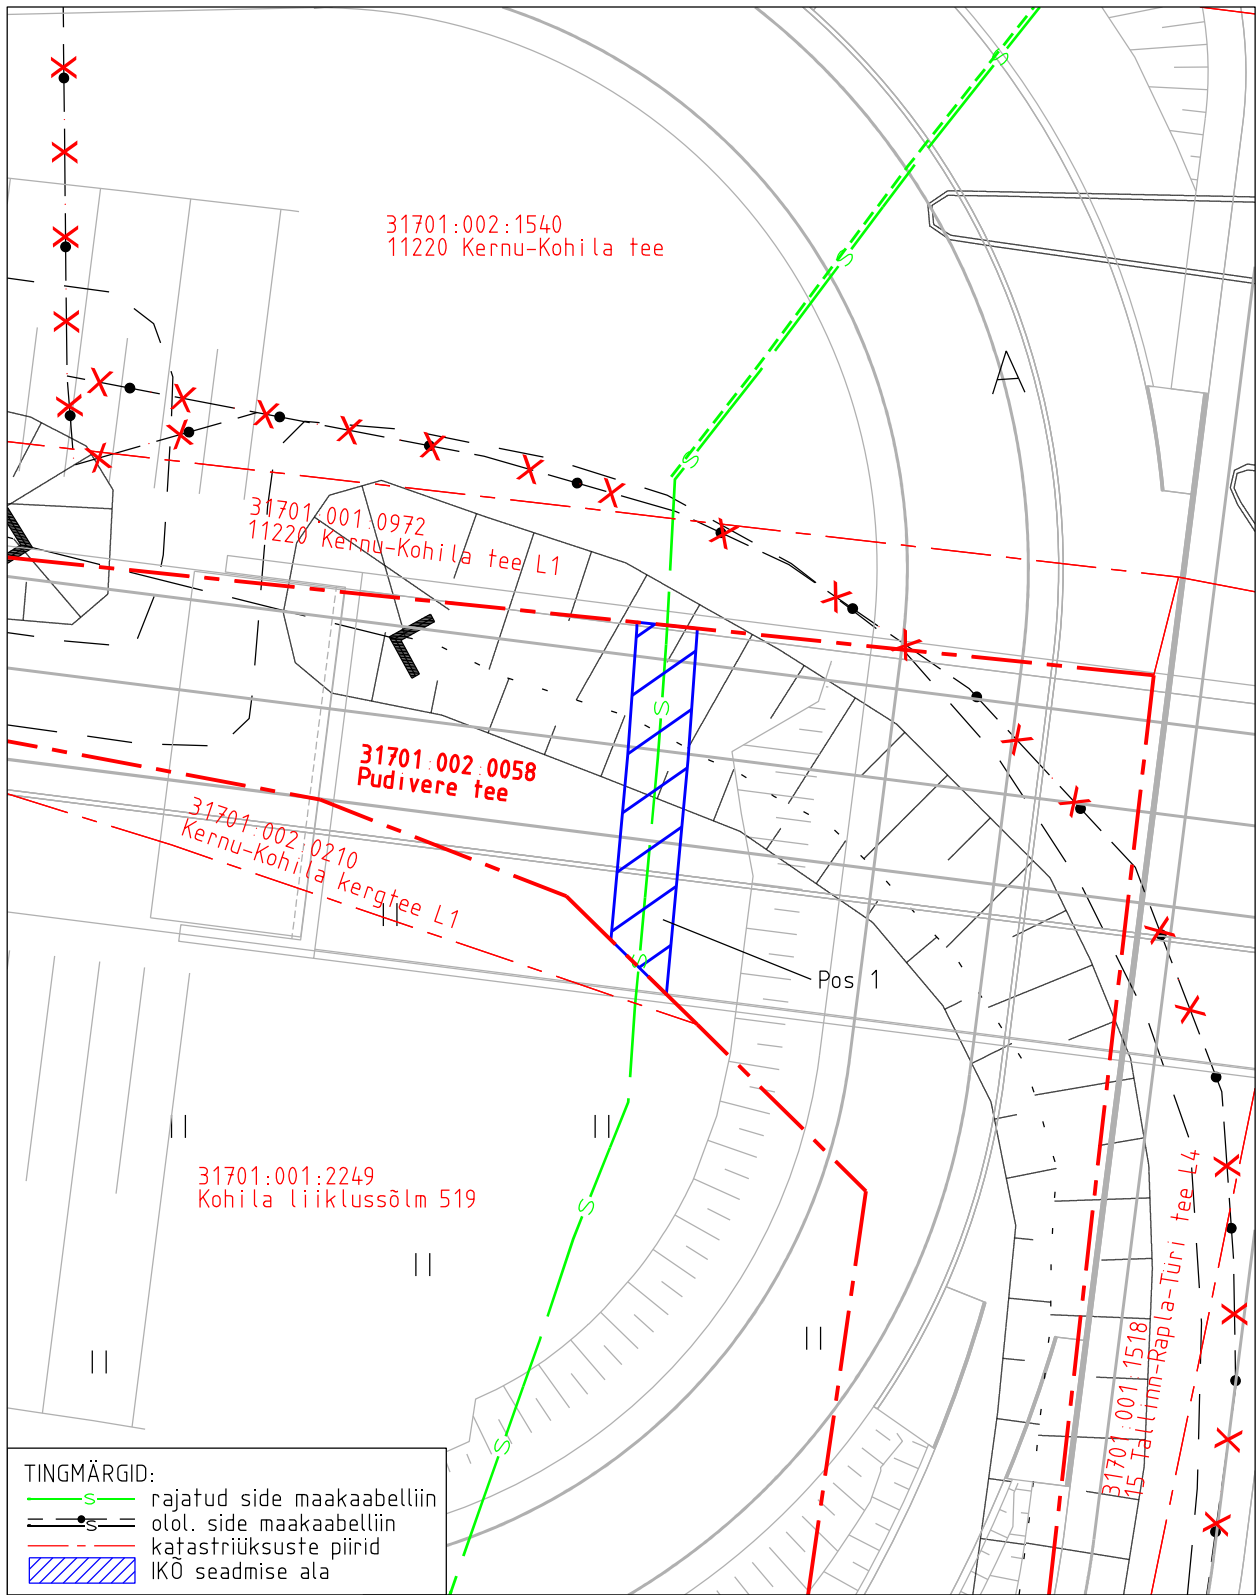 31701:002:1540
11220 Kernu-Kohila tee
31701:001:0972
11220 Kernu-Kohila tee L1
31701:002:0058
Pudivere tee
31701:002:0210
Kernu-Kohila kergtee L1
Pos 1
31701:001:2249
Kohila liiklussõlm 519
31701:001:1518
15 Tallinn-Rapla-Türi tee L4
S
S
S
S
S
S
S
TINGMÄRGID:
S rajatud side maakaabelliin
S olol. side maakaabelliin
katastriüksuste piirid
IKÕ seadmise ala